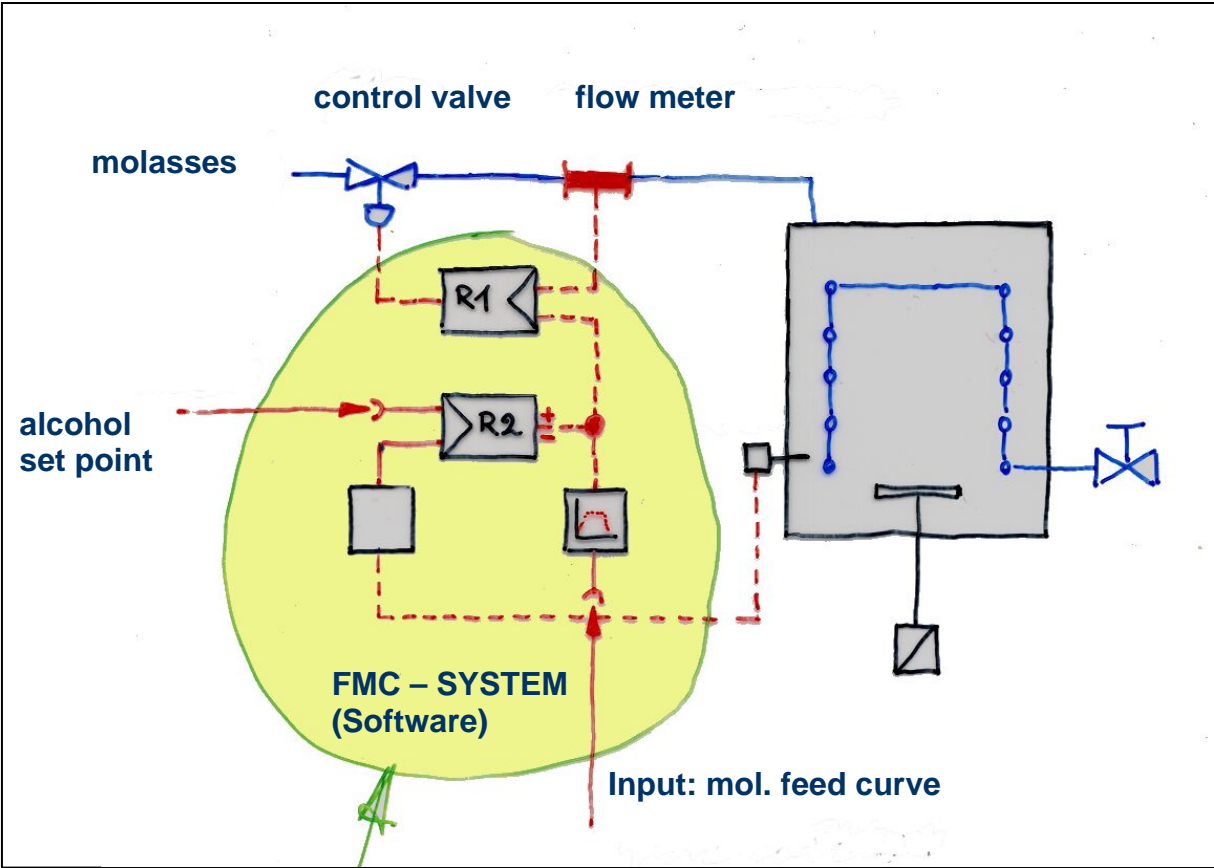 control valve
flow meter
molasses
R1
alcohol
set point
R2
+
–
FMC – SYSTEM
(Software)
Input: mol. feed curve